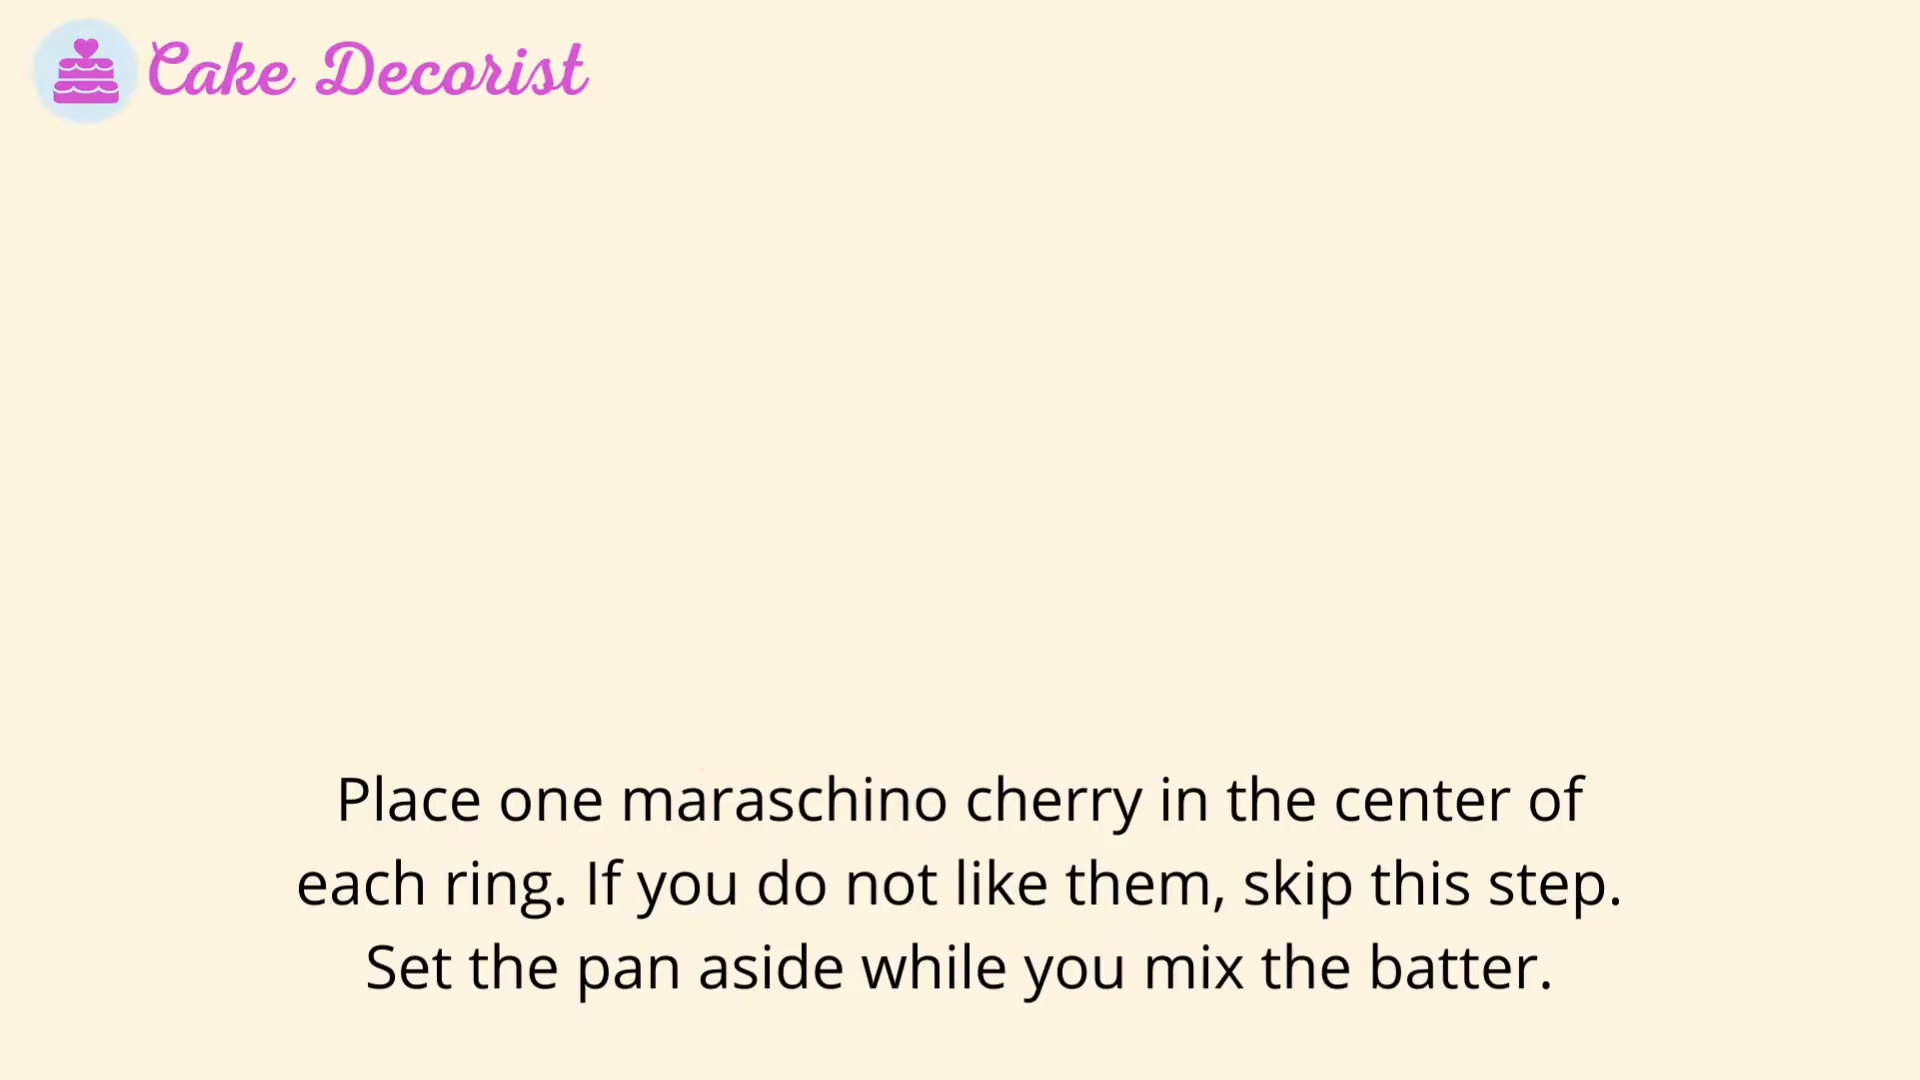 Cake Decorist
Place one maraschino cherry in the center of
each ring. If you do not like them, skip this step.
Set the pan aside while you mix the batter.